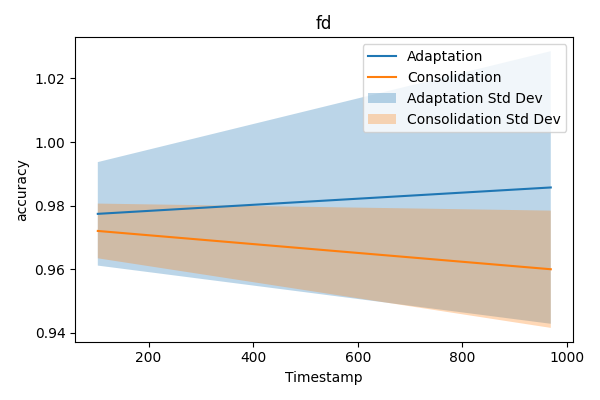 fd
Adaptation
Consolidation
Adaptation Std Dev
Consolidation Std Dev
accuracy
1.02
1.00
0.98
0.96
0.94
200 400 600 800 1000
Timestamp